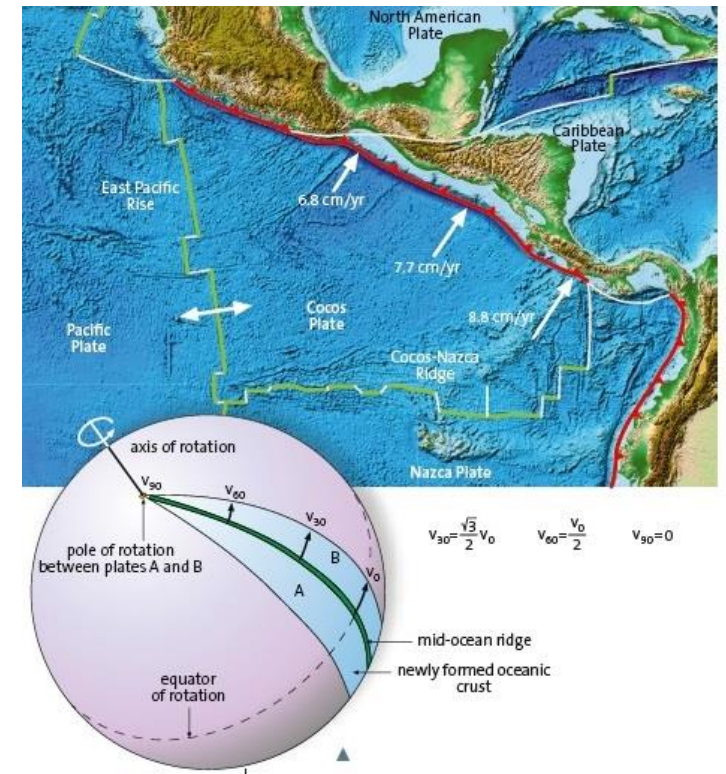 North American
Plate
Caribbean
Plate
East Pacific
Rise
6.8 cm/yr
7.7 cm/yr
8.8 cm/yr
Cocos
Plate
Pacific
Plate
Cocos-Nazca
Ridge
Nazca Plate
axis of rotation
v₉₀
v₆₀
v₃₀
v₀
B
A
pole of rotation
between plates A and B
equator
of rotation
mid-ocean ridge
newly formed oceanic
crust
v₃₀=√3/2 v₀ v₆₀=v₀/2 v₉₀=0